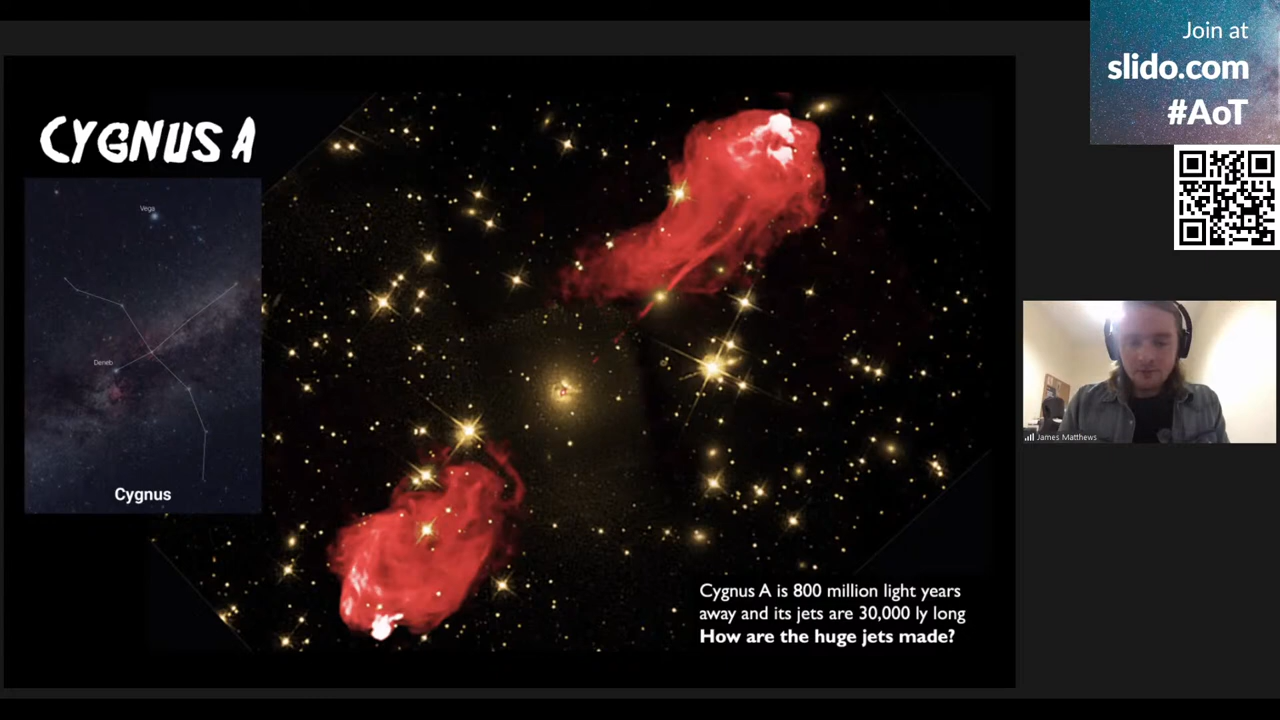 Join at
slido.com
#AoT
CYGNUS A
Vega
Deneb
Cygnus
Cygnus A is 800 million light years
away and its jets are 30,000 ly long
How are the huge jets made?
James Matthews